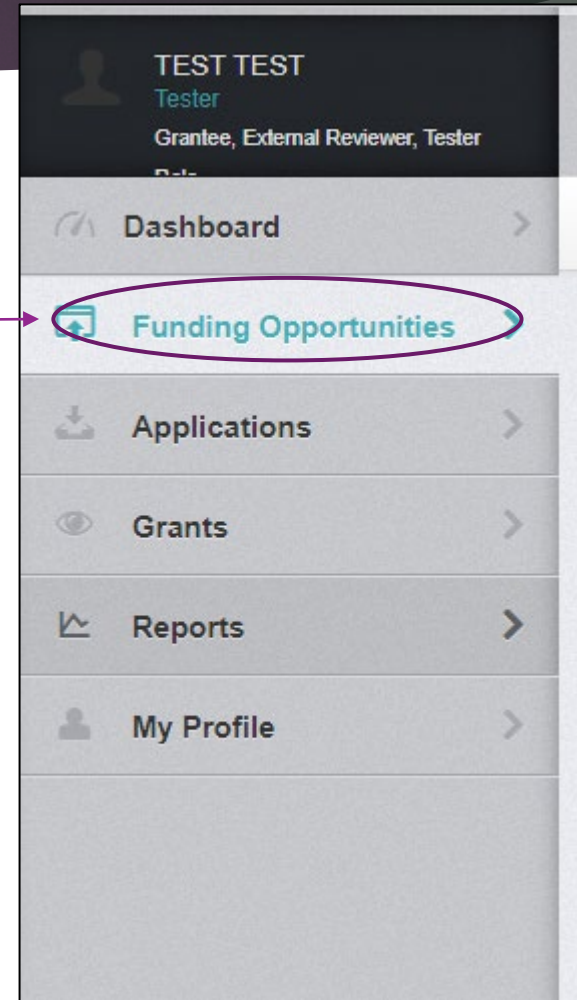 TEST TEST
Tester
Grantee, External Reviewer, Tester
Dashboard
Funding Opportunities
Applications
Grants
Reports
My Profile